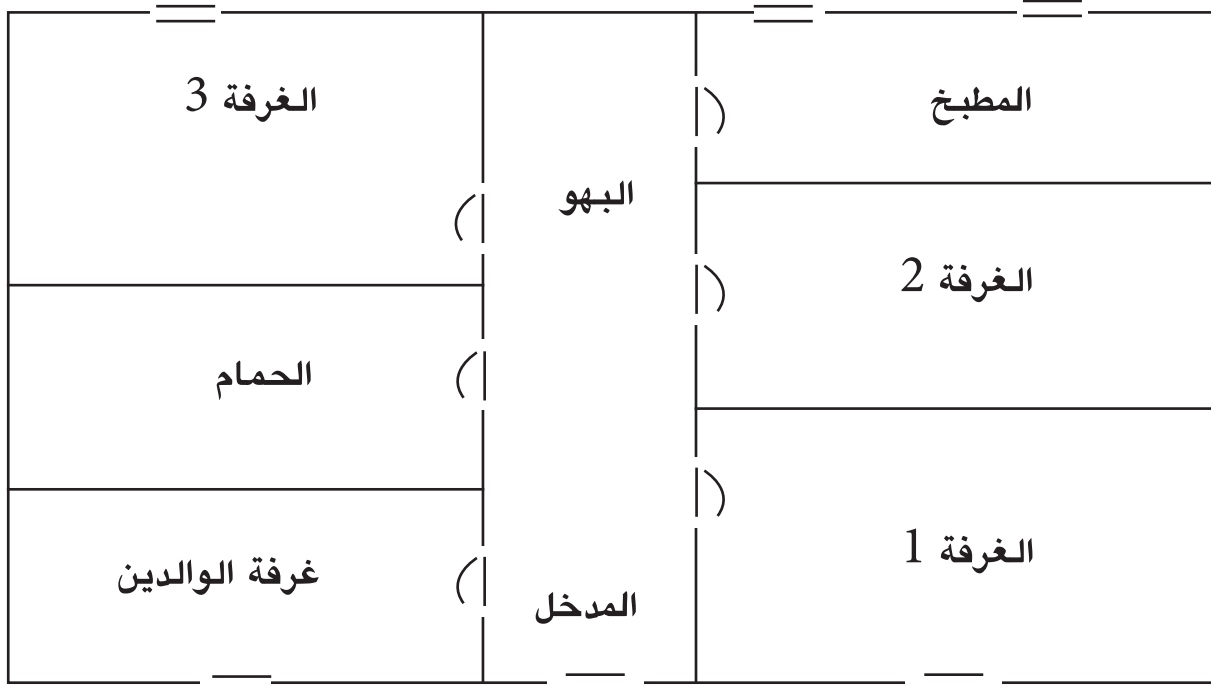 المطبخ
الغرفة 3
البهو
الغرفة 2
الحمام
الغرفة 1
غرفة الوالدين
المدخل